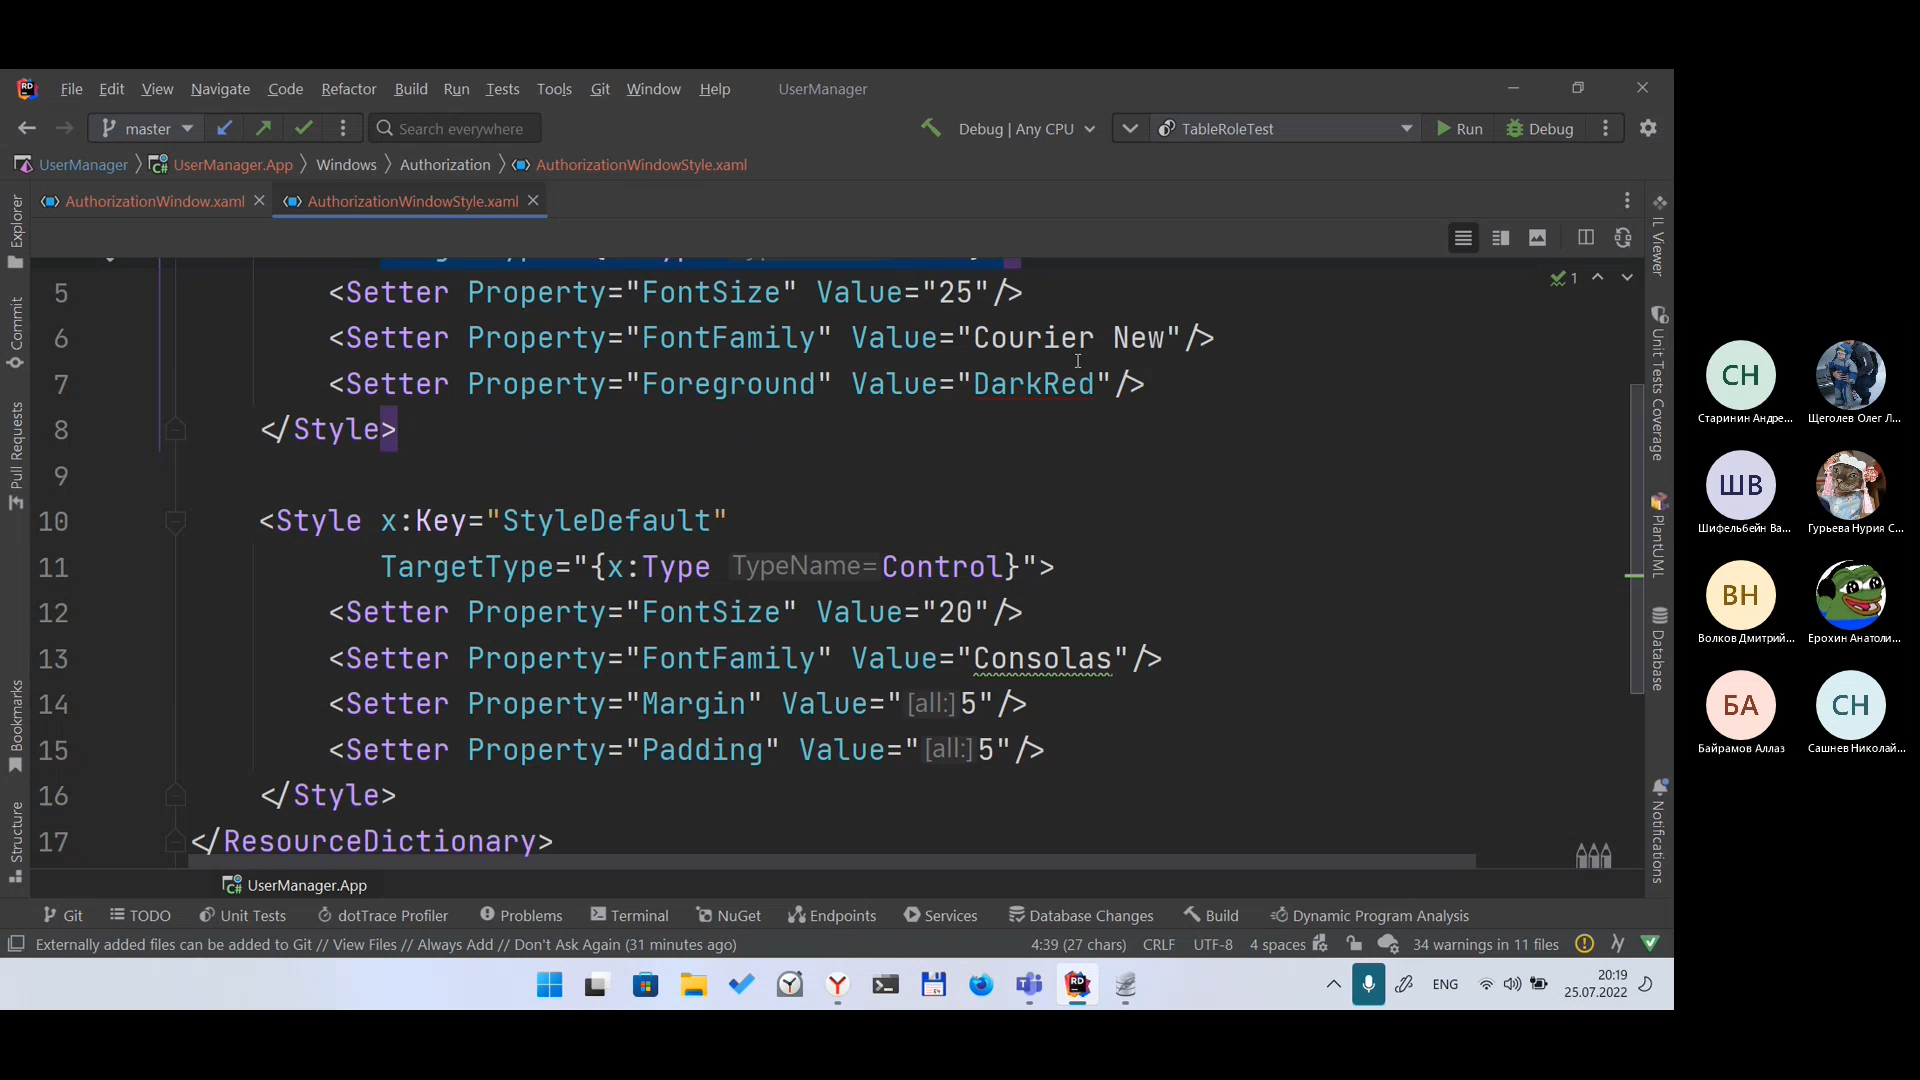 RD File Edit View Navigate Code Refactor Build Run Tests Tools Git Window Help UserManager
master Search everywhere Debug | Any CPU TableRoleTest Run Debug
UserManager UserManager.App Windows Authorization AuthorizationWindowStyle.xaml
AuthorizationWindow.xaml AuthorizationWindowStyle.xaml
Explorer
Commit
Pull Requests
Bookmarks
Structure
1
5 <Setter Property="FontSize" Value="25"/>
6 <Setter Property="FontFamily" Value="Courier New"/>
7 <Setter Property="Foreground" Value="DarkRed"/>
8 </Style>
9
10 <Style x:Key="StyleDefault"
11 TargetType="{x:Type TypeName=Control}">
12 <Setter Property="FontSize" Value="20"/>
13 <Setter Property="FontFamily" Value="Consolas"/>
14 <Setter Property="Margin" Value="[all:]5"/>
15 <Setter Property="Padding" Value="[all:]5"/>
16 </Style>
17 </ResourceDictionary>
IL Viewer
Unit Tests Coverage
PlantUML
Database
Notifications
UserManager.App
Git TODO Unit Tests dotTrace Profiler Problems Terminal NuGet Endpoints Services Database Changes Build Dynamic Program Analysis
Externally added files can be added to Git // View Files // Always Add // Don't Ask Again (31 minutes ago) 4:39 (27 chars) CRLF UTF-8 4 spaces 34 warnings in 11 files
ENG 20:19
25.07.2022
СН
Старинин Андре... Щеголев Олег Л...
ШВ
Шифельбейн Ва... Гурьева Нурия С...
ВН
Волков Дмитрий... Ерохин Анатоли...
БА СН
Байрамов Аллаз Сашнев Николай...